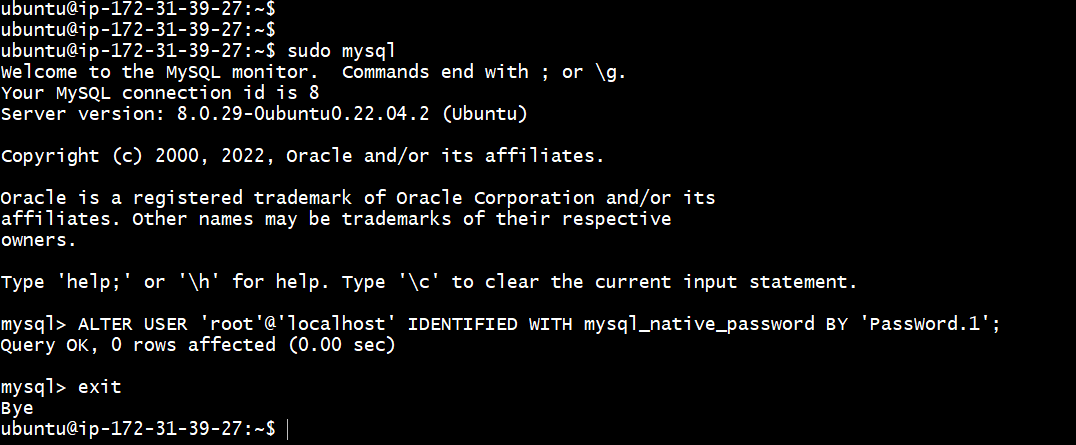 ubuntu@ip-172-31-39-27:~$
ubuntu@ip-172-31-39-27:~$
ubuntu@ip-172-31-39-27:~$ sudo mysql
Welcome to the MySQL monitor.  Commands end with ; or \g.
Your MySQL connection id is 8
Server version: 8.0.29-0ubuntu0.22.04.2 (Ubuntu)
Copyright (c) 2000, 2022, Oracle and/or its affiliates.
Oracle is a registered trademark of Oracle Corporation and/or its
affiliates. Other names may be trademarks of their respective
owners.
Type 'help;' or '\h' for help. Type '\c' to clear the current input statement.
mysql> ALTER USER 'root'@'localhost' IDENTIFIED WITH mysql_native_password BY 'PassWord.1';
Query OK, 0 rows affected (0.00 sec)
mysql> exit
Bye
ubuntu@ip-172-31-39-27:~$